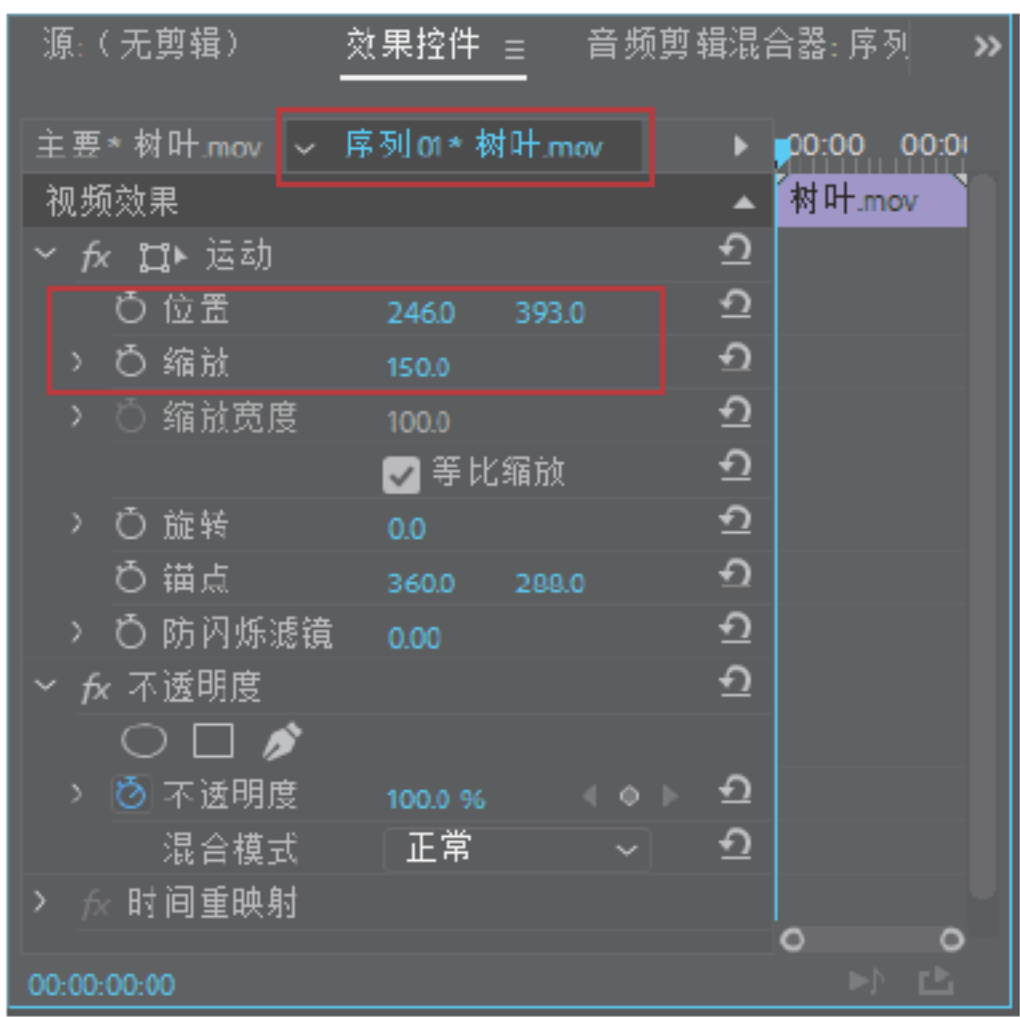 源:（无剪辑） 效果控件 音频剪辑混合器: 序列
主要* 树叶.mov 序列 01* 树叶.mov 00:00 00:0
视频效果 树叶.mov
fx 运动
位置 246.0 393.0
缩放 150.0
缩放宽度 100.0
等比缩放
旋转 0.0
锚点 360.0 288.0
防闪烁滤镜 0.00
fx 不透明度
不透明度 100.0 %
混合模式 正常
fx 时间重映射
00:00:00:00